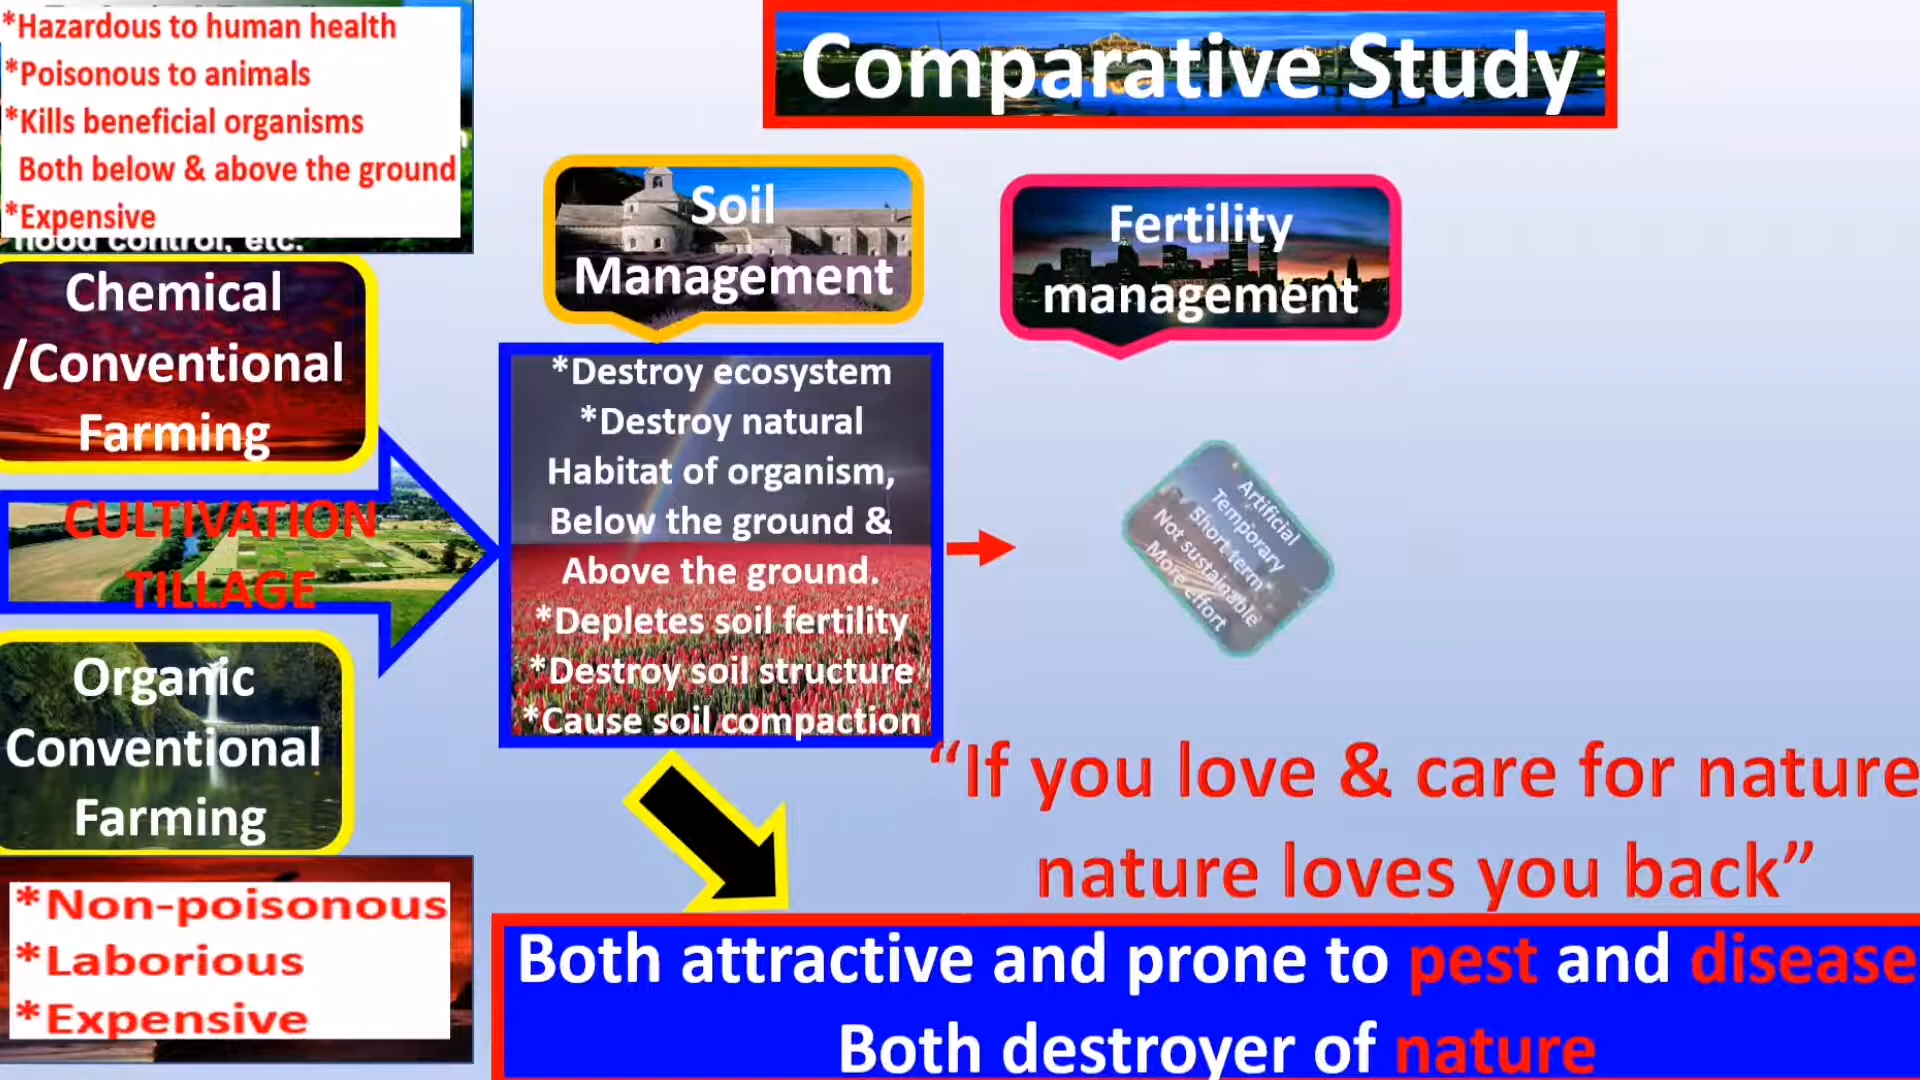 *Hazardous to human health
*Poisonous to animals
*Kills beneficial organisms
Both below & above the ground
*Expensive
flood control, etc.
Chemical
/Conventional
Farming
CULTIVATION
TILLAGE
Organic
Conventional
Farming
*Non-poisonous
*Laborious
*Expensive
Comparative Study
Soil
Management
*Destroy ecosystem
*Destroy natural
Habitat of organism,
Below the ground &
Above the ground.
*Depletes soil fertility
*Destroy soil structure
*Cause soil compaction
Fertility
management
Artificial
Temporary
Short term
Not sustainable
More effort
“If you love & care for nature
nature loves you back”
Both attractive and prone to pest and disease
Both destroyer of nature